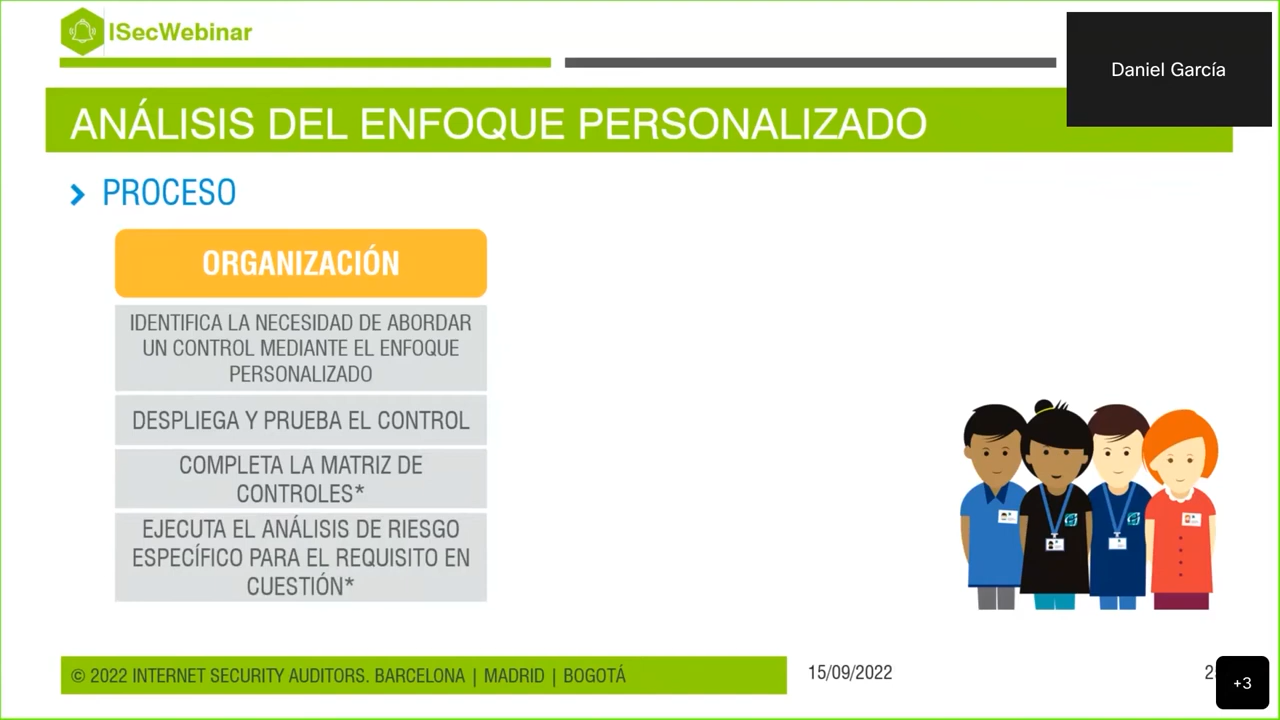 ISecWebinar
Daniel García
ANÁLISIS DEL ENFOQUE PERSONALIZADO
PROCESO
ORGANIZACIÓN
IDENTIFICA LA NECESIDAD DE ABORDAR
UN CONTROL MEDIANTE EL ENFOQUE
PERSONALIZADO
DESPLIEGA Y PRUEBA EL CONTROL
COMPLETA LA MATRIZ DE
CONTROLES*
EJECUTA EL ANÁLISIS DE RIESGO
ESPECÍFICO PARA EL REQUISITO EN
CUESTIÓN*
© 2022 INTERNET SECURITY AUDITORS. BARCELONA | MADRID | BOGOTÁ
15/09/2022
+3